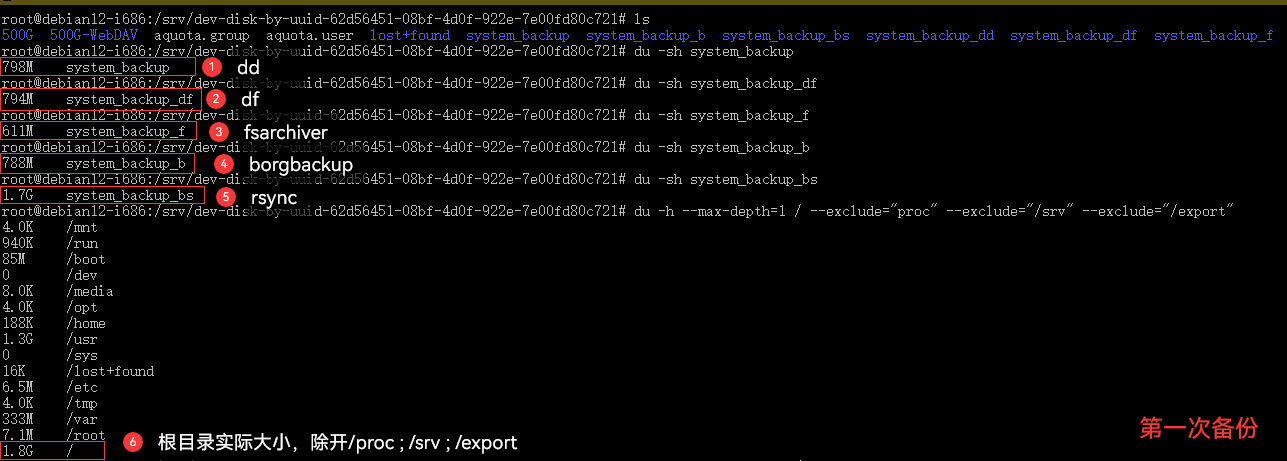 root@debian12-i686:/srv/dev-disk-by-uuid-62d56451-08bf-4d0f-922e-7e00fd80c721# ls
500G 500G-WebDAV aquota.group aquota.user lost+found system_backup system_backup_b system_backup_bs system_backup_dd system_backup_df system_backup_f
root@debian12-i686:/srv/dev-disk-by-uuid-62d56451-08bf-4d0f-922e-7e00fd80c721# du -sh system_backup
798M system_backup 1 dd
root@debian12-i686:/srv/dev-disk-by-uuid-62d56451-08bf-4d0f-922e-7e00fd80c721# du -sh system_backup_df
794M system_backup_df 2 df
root@debian12-i686:/srv/dev-disk-by-uuid-62d56451-08bf-4d0f-922e-7e00fd80c721# du -sh system_backup_f
611M system_backup_f 3 fsarchiver
root@debian12-i686:/srv/dev-disk-by-uuid-62d56451-08bf-4d0f-922e-7e00fd80c721# du -sh system_backup_b
788M system_backup_b 4 borgbackup
root@debian12-i686:/srv/dev-disk-by-uuid-62d56451-08bf-4d0f-922e-7e00fd80c721# du -sh system_backup_bs
1.7G system_backup_bs 5 rsync
root@debian12-i686:/srv/dev-disk-by-uuid-62d56451-08bf-4d0f-922e-7e00fd80c721# du -h --max-depth=1 / --exclude="proc" --exclude="/srv" --exclude="/export"
4.0K /mnt
940K /run
85M /boot
0 /dev
8.0K /media
4.0K /opt
188K /home
1.3G /usr
0 /sys
16K /lost+found
6.5M /etc
4.0K /tmp
333M /var
7.1M /root
1.8G / 6 根目录实际大小，除开/proc ; /srv ; /export
第一次备份